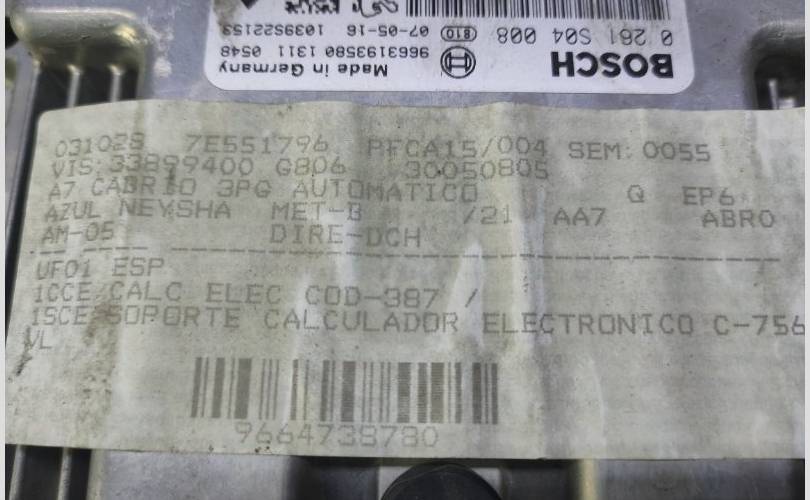 BOSCH
0 261 S04 008
Made in Germany
9663193580 1311 0548
07-05-16 1039S22153
810
031028 7E551796 PFCA15/004 SEM: 0055
VIS:33899400 G806 30050805
A7 CABRIO 3PG AUTOMATICO Q EP6
AZUL NEYSHA MET-B /21 AA7 ABRO
AM-05 DIRE-DCH
UF01 ESP
1CCE/CALC ELEC COD-387 /
1SCE/SOPORTE CALCULADOR ELECTRONICO C-756
VL
9664738780